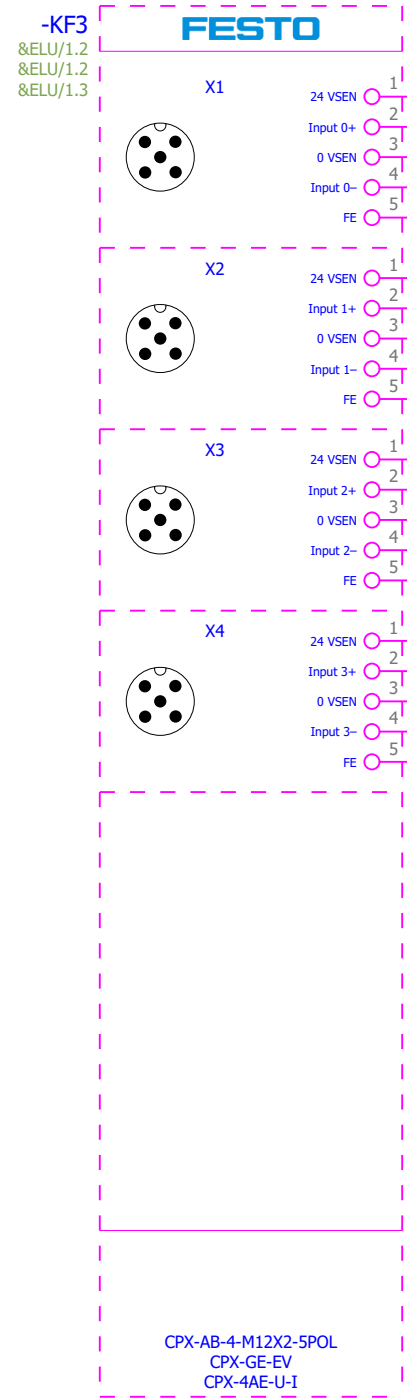 -KF3
&ELU/1.2
&ELU/1.2
&ELU/1.3
FESTO
X1
24 VSEN 1
Input 0+ 2
0 VSEN 3
Input 0– 4
FE 5
X2
24 VSEN 1
Input 1+ 2
0 VSEN 3
Input 1– 4
FE 5
X3
24 VSEN 1
Input 2+ 2
0 VSEN 3
Input 2– 4
FE 5
X4
24 VSEN 1
Input 3+ 2
0 VSEN 3
Input 3– 4
FE 5
CPX-AB-4-M12X2-5POL
CPX-GE-EV
CPX-4AE-U-I